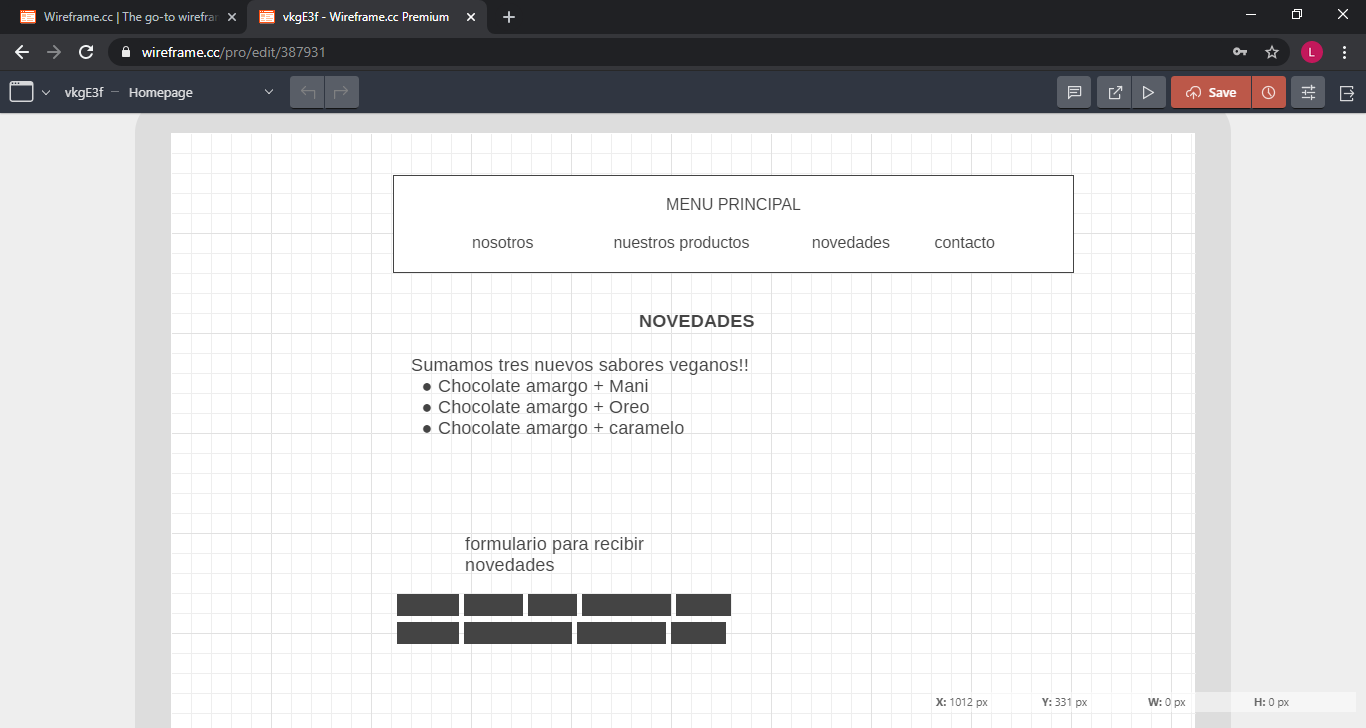 Wireframe.cc | The go-to wirefra
vkgE3f - Wireframe.cc Premium
wireframe.cc/pro/edit/387931
L
vkgE3f – Homepage
Save
MENU PRINCIPAL
nosotros nuestros productos novedades contacto
NOVEDADES
Sumamos tres nuevos sabores veganos!!
● Chocolate amargo + Mani
● Chocolate amargo + Oreo
● Chocolate amargo + caramelo
formulario para recibir
novedades
X: 1012 px Y: 331 px W: 0 px H: 0 px